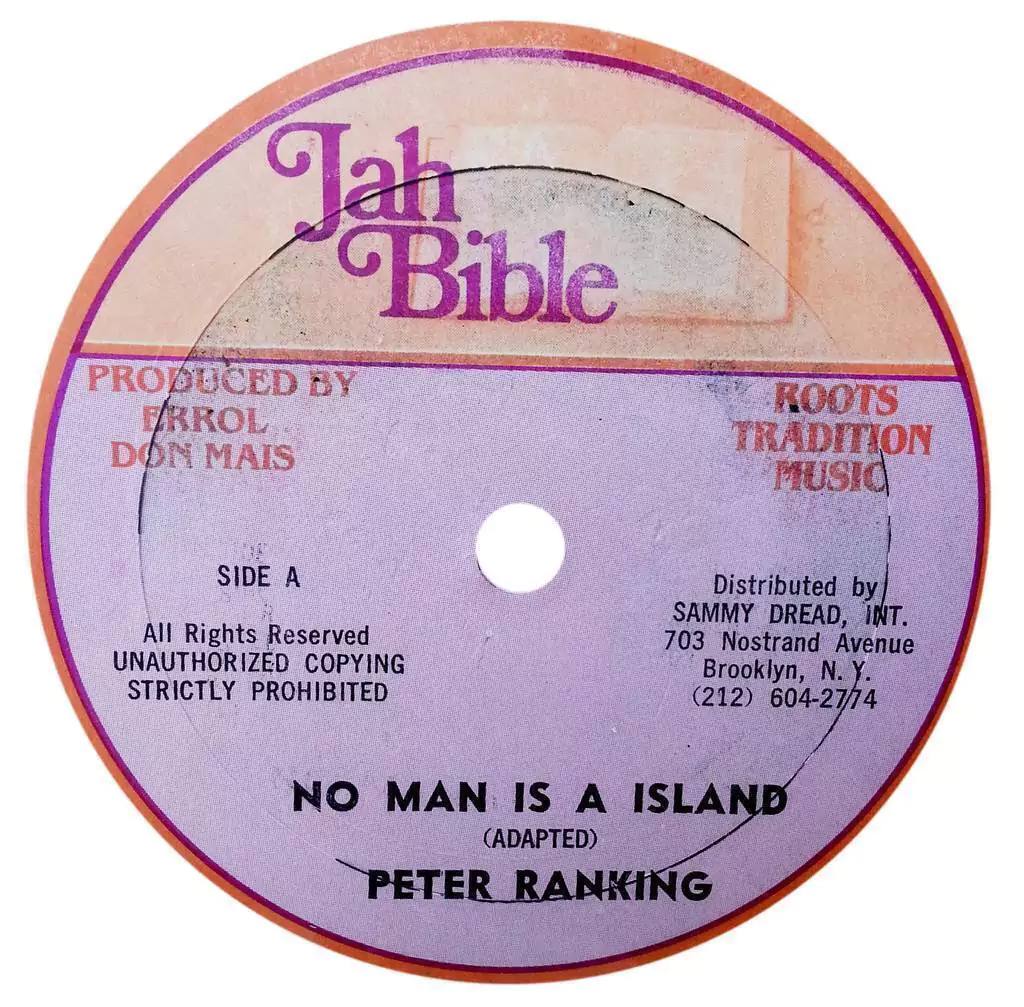 Jah
Bible
PRODUCED BY
ERROL
DON MAIS
ROOTS
TRADITION
MUSIC
SIDE A
All Rights Reserved
UNAUTHORIZED COPYING
STRICTLY PROHIBITED
Distributed by
SAMMY DREAD, INT.
703 Nostrand Avenue
Brooklyn, N. Y.
(212) 604-2774
NO MAN IS A ISLAND
(ADAPTED)
PETER RANKING